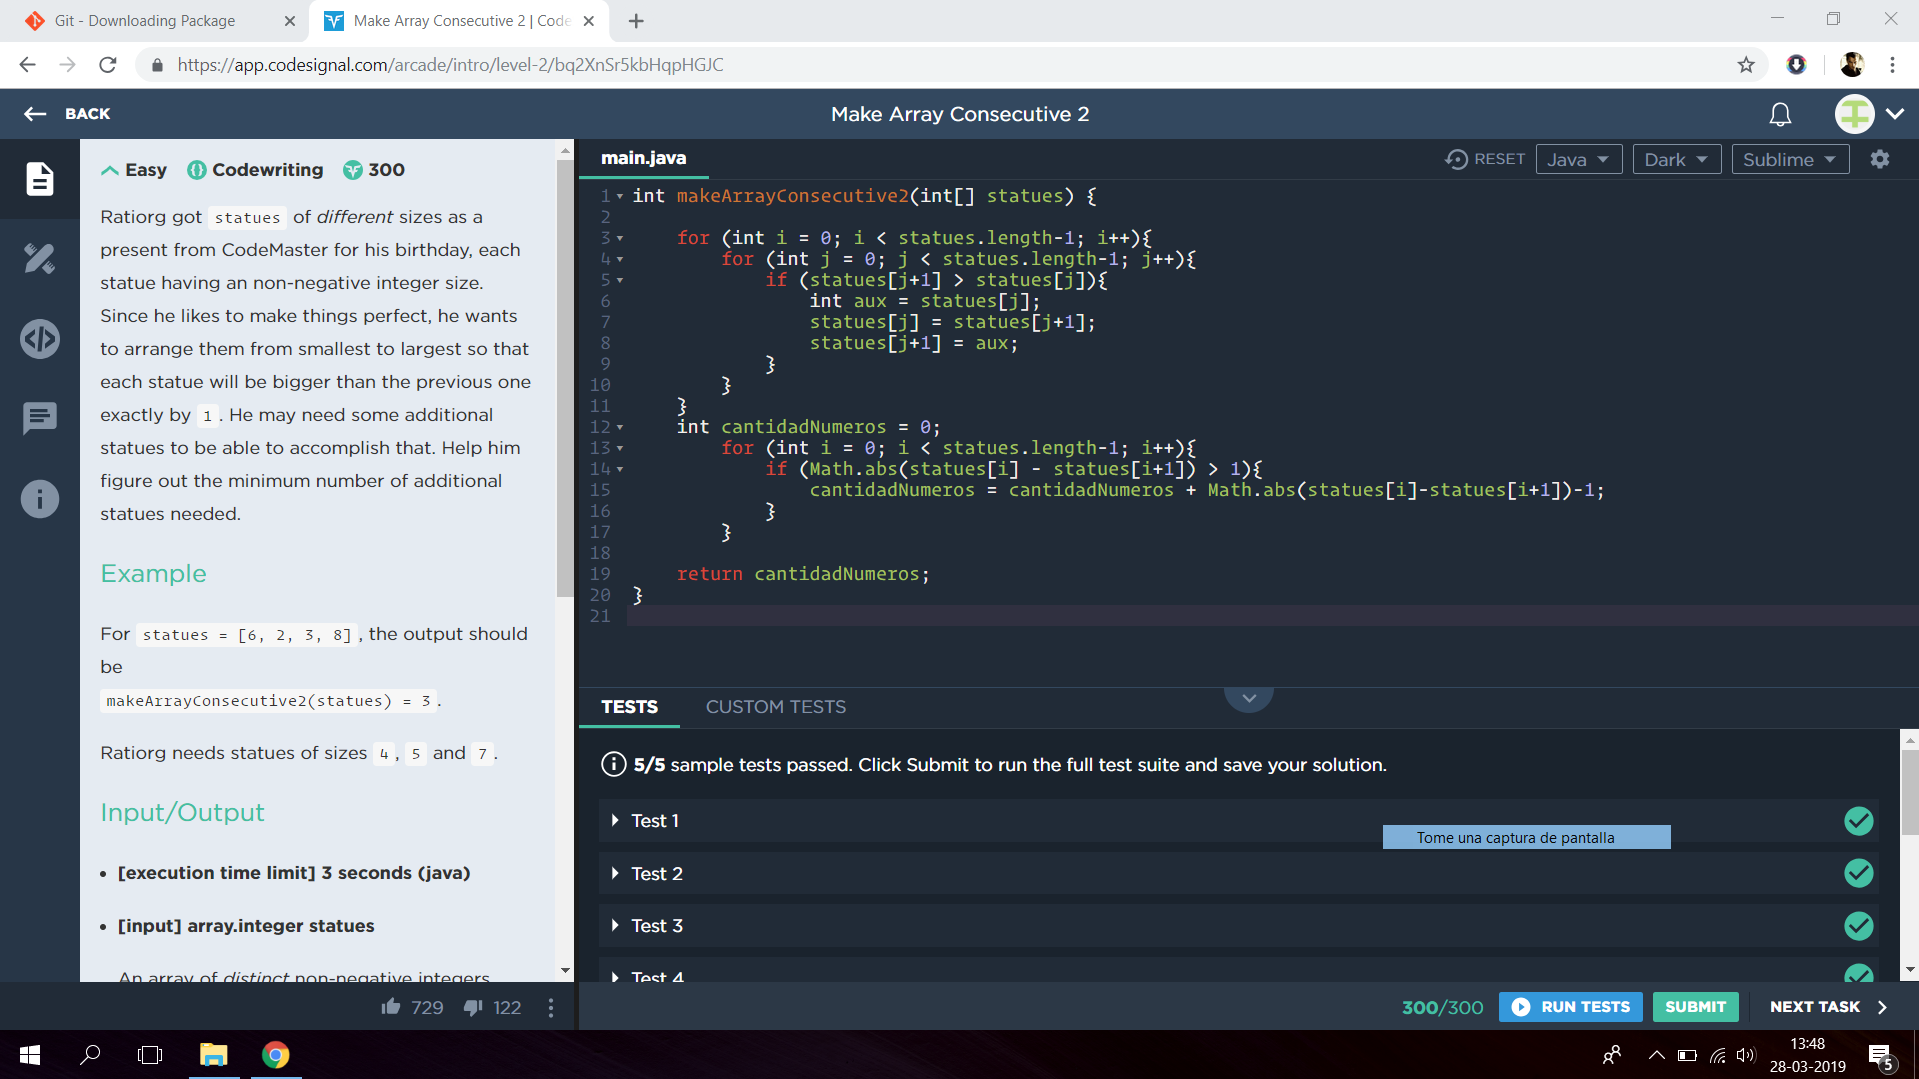 Git - Downloading Package
Make Array Consecutive 2 | Code
https://app.codesignal.com/arcade/intro/level-2/bq2XnSr5kbHqpHGJC
BACK
Make Array Consecutive 2
Easy Codewriting 300
Ratiorg got statues of different sizes as a
present from CodeMaster for his birthday, each
statue having an non-negative integer size.
Since he likes to make things perfect, he wants
to arrange them from smallest to largest so that
each statue will be bigger than the previous one
exactly by 1. He may need some additional
statues to be able to accomplish that. Help him
figure out the minimum number of additional
statues needed.
Example
For statues = [6, 2, 3, 8], the output should
be
makeArrayConsecutive2(statues) = 3.
Ratiorg needs statues of sizes 4, 5 and 7.
Input/Output
• [execution time limit] 3 seconds (java)
• [input] array.integer statues
An array of distinct non-negative integers
729 122
main.java
RESET Java Dark Sublime
1 int makeArrayConsecutive2(int[] statues) {
2
3 for (int i = 0; i < statues.length-1; i++){
4 for (int j = 0; j < statues.length-1; j++){
5 if (statues[j+1] > statues[j]){
6 int aux = statues[j];
7 statues[j] = statues[j+1];
8 statues[j+1] = aux;
9 }
10 }
11 }
12 int cantidadNumeros = 0;
13 for (int i = 0; i < statues.length-1; i++){
14 if (Math.abs(statues[i] - statues[i+1]) > 1){
15 cantidadNumeros = cantidadNumeros + Math.abs(statues[i]-statues[i+1])-1;
16 }
17 }
18
19 return cantidadNumeros;
20 }
21
TESTS CUSTOM TESTS
5/5 sample tests passed. Click Submit to run the full test suite and save your solution.
Test 1
Tome una captura de pantalla
Test 2
Test 3
Test 4
300/300 RUN TESTS SUBMIT NEXT TASK
13:48
28-03-2019
5